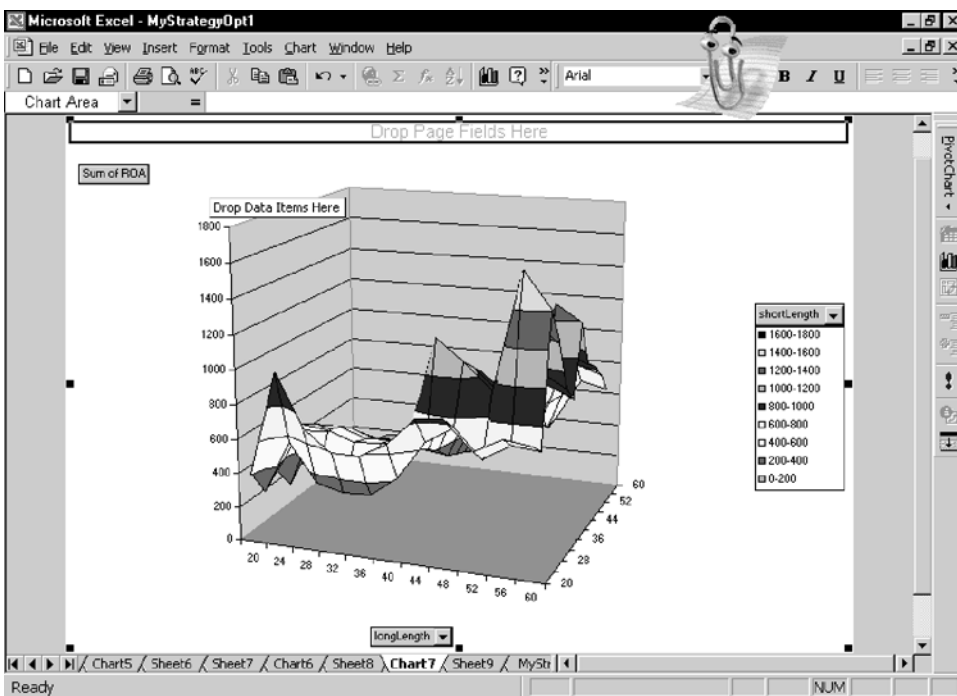 Microsoft Excel - MyStrategyOpt1
File Edit View Insert Format Tools Chart Window Help
Arial
B I U
Chart Area
=
Drop Page Fields Here
Sum of ROA
Drop Data Items Here
PivotChart
1800
1600
1400
1200
1000
800
600
400
200
0
20 24 28 32 36 40 44 48 52 56 60
20
28
36
44
52
60
shortLength
1600-1800
1400-1600
1200-1400
1000-1200
800-1000
600-800
400-600
200-400
0-200
longLength
Chart5 Sheet6 Sheet7 Chart6 Sheet8 Chart7 Sheet9 MyStr
Ready
NUM